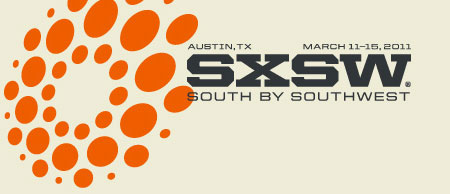 AUSTIN, TX MARCH 11-15, 2011
SXSW®
SOUTH BY SOUTHWEST